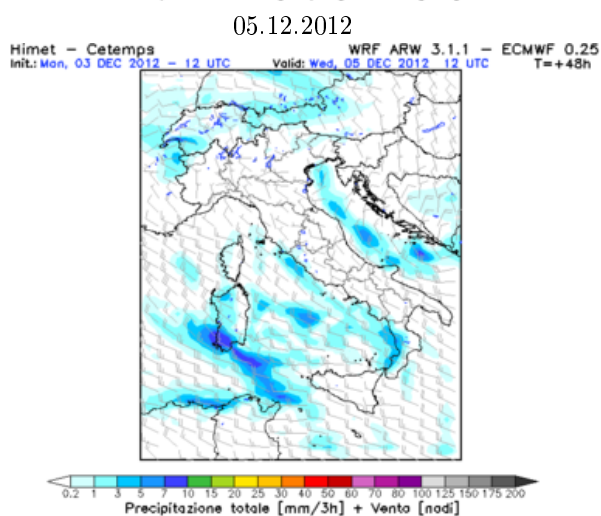 05.12.2012
Himet – Cetemps WRF ARW 3.1.1 – ECMWF 0.25
Init.: Mon, 03 DEC 2012 – 12 UTC Valid: Wed, 05 DEC 2012 12 UTC T=+48h
0.2 1 3 5 7 10 15 20 25 30 40 50 60 70 80 100 125 150 175 200
Precipitazione totale [mm/3h] + Vento [nodi]